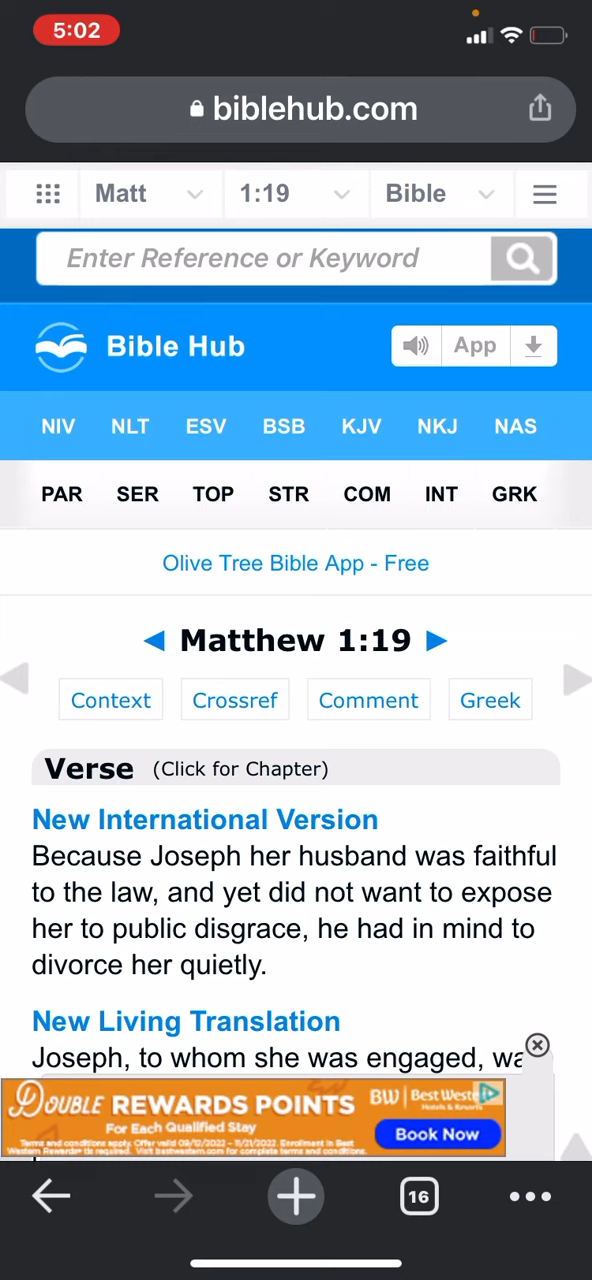 5:02
biblehub.com
Matt 1:19 Bible
Enter Reference or Keyword
Bible Hub App
NIV NLT ESV BSB KJV NKJ NAS
PAR SER TOP STR COM INT GRK
Olive Tree Bible App - Free
Matthew 1:19
Context Crossref Comment Greek
Verse (Click for Chapter)
New International Version
Because Joseph her husband was faithful
to the law, and yet did not want to expose
her to public disgrace, he had in mind to
divorce her quietly.
New Living Translation
Joseph, to whom she was engaged, wa
DOUBLE REWARDS POINTS
For Each Qualified Stay
Terms and conditions apply. Offer valid 09/12/2022 - 11/21/2022. Enrollment in Best
Western Rewards® is required. Visit bestwestern.com for complete terms and conditions.
BW Best Weste
Hotels & Resorts
Book Now
16